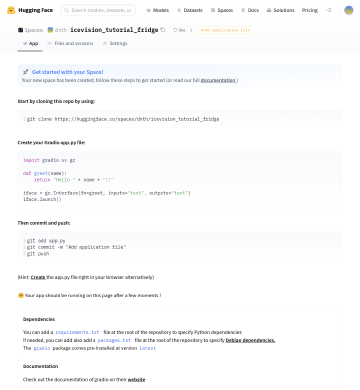 Hugging Face
Search models, datasets, us
Models
Datasets
Spaces
Docs
Solutions
Pricing
Spaces:
dnth
icevision_tutorial_fridge
like 0
No application file
App
Files and versions
Settings
Get started with your Space!
Your new space has been created, follow these steps to get started (or read our full documentation)
Start by cloning this repo by using:
git clone https://huggingface.co/spaces/dnth/icevision_tutorial_fridge
Create your Gradio app.py file:
import gradio as gr
def greet(name):
return "Hello " + name + "!!"
iface = gr.Interface(fn=greet, inputs="text", outputs="text")
iface.launch()
Then commit and push:
git add app.py
git commit -m "Add application file"
git push
(Hint: Create the app.py file right in your browser alternatively)
Your app should be running on this page after a few moments !
Dependencies
You can add a requirements.txt file at the root of the repository to specify Python dependencies
If needed, you can add also add a packages.txt file at the root of the repository to specify Debian dependencies.
The gradio package comes pre-installed at version latest
Documentation
Check out the documentation of gradio on their website